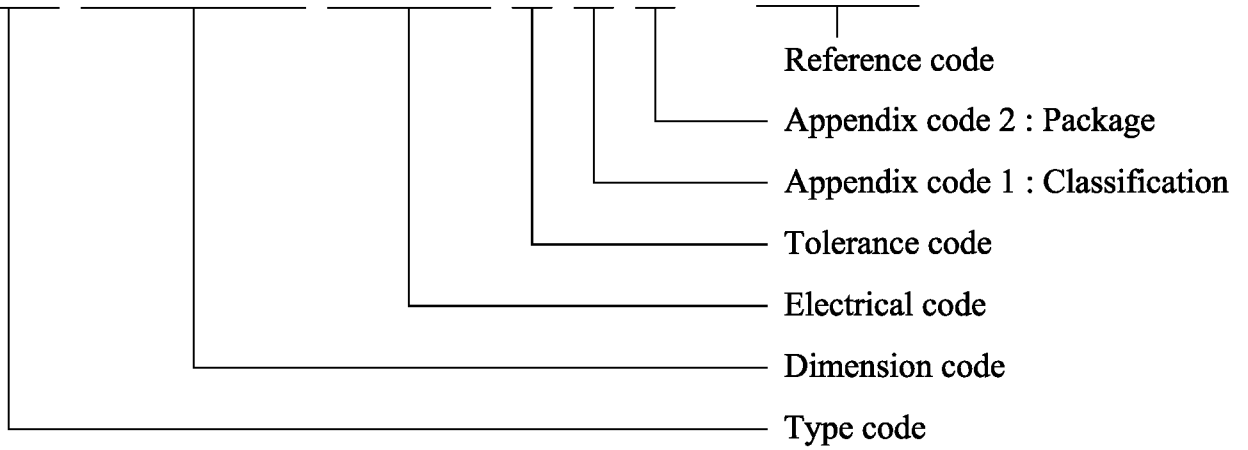 Reference code
Appendix code 2 : Package
Appendix code 1 : Classification
Tolerance code
Electrical code
Dimension code
Type code